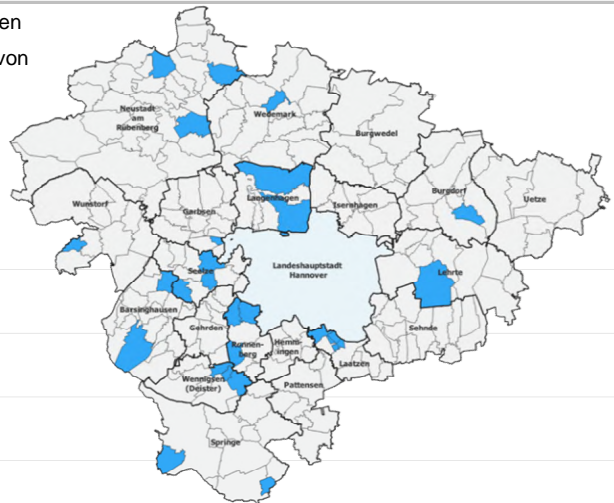 en
von
Neustadt
am
Rübenberg
Wedemark
Burgwedel
Wunstorf
Garbsen
Langenhagen
Isernhagen
Burgdorf
Uetze
Seelze
Landeshauptstadt
Hannover
Lehrte
Barsinghausen
Gehrden
Ronnen-
berg
Hemm-
ingen
Sehnde
Laatzen
Wennigsen
(Deister)
Pattensen
Springe